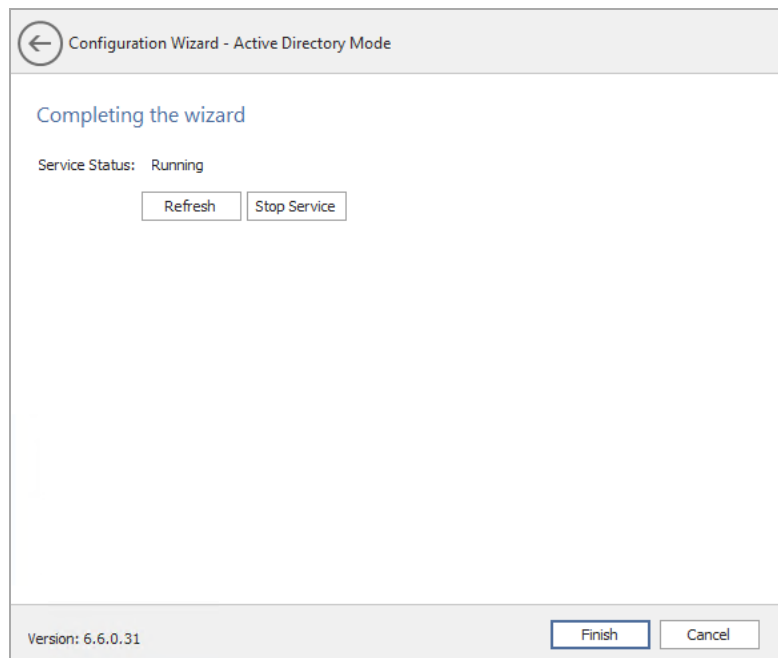 Configuration Wizard - Active Directory Mode
Completing the wizard
Service Status: Running
Refresh Stop Service
Version: 6.6.0.31 Finish Cancel